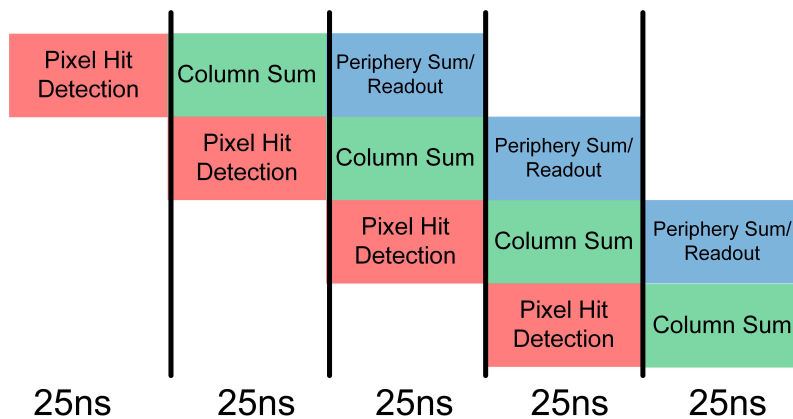 Pixel Hit
Detection
Column Sum
Periphery Sum/
Readout
Pixel Hit
Detection
Column Sum
Periphery Sum/
Readout
Pixel Hit
Detection
Column Sum
Periphery Sum/
Readout
Pixel Hit
Detection
Column Sum
25ns
25ns
25ns
25ns
25ns